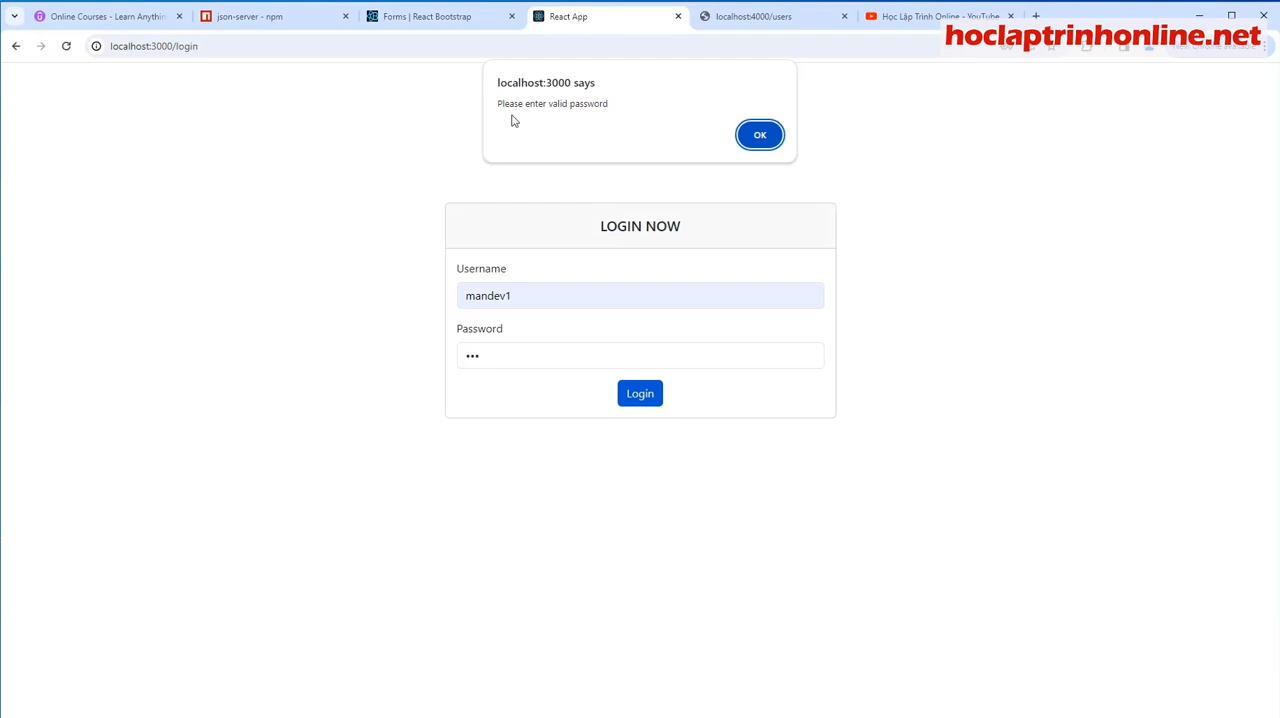 Online Courses - Learn Anythin
json-server - npm
Forms | React Bootstrap
React App
localhost:4000/users
Học Lập Trình Online - YouTube
hoclaptrinhonline.net
localhost:3000/login
localhost:3000 says
Please enter valid password
OK
LOGIN NOW
Username
mandev1
Password
•••
Login